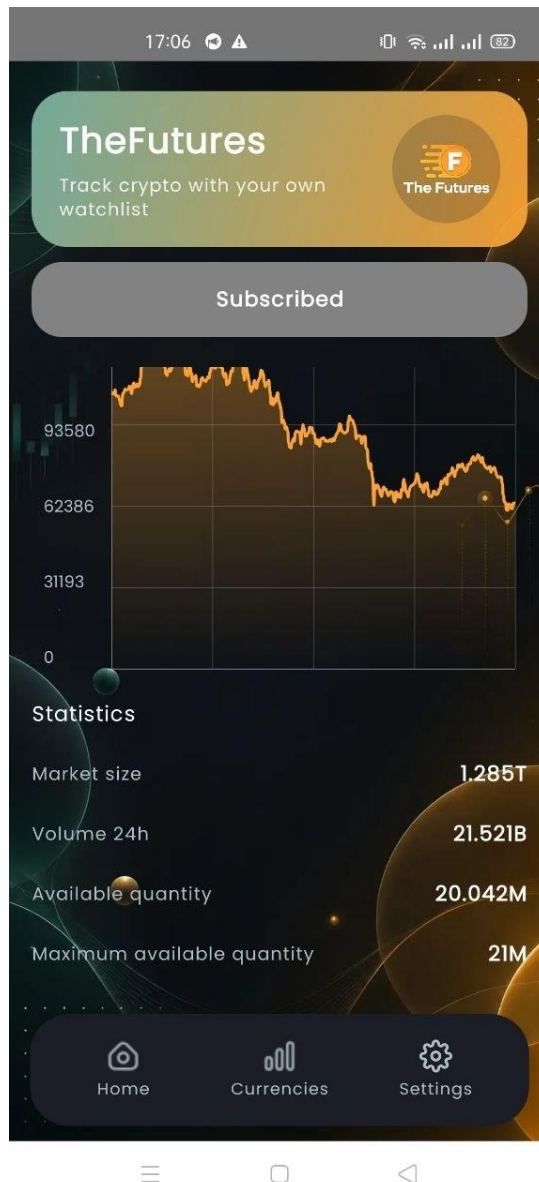 17:06
82
TheFutures
Track crypto with your own
watchlist
F
The Futures
Subscribed
93580
62386
31193
0
Statistics
Market size 1.285T
Volume 24h 21.521B
Available quantity 20.042M
Maximum available quantity 21M
Home Currencies Settings